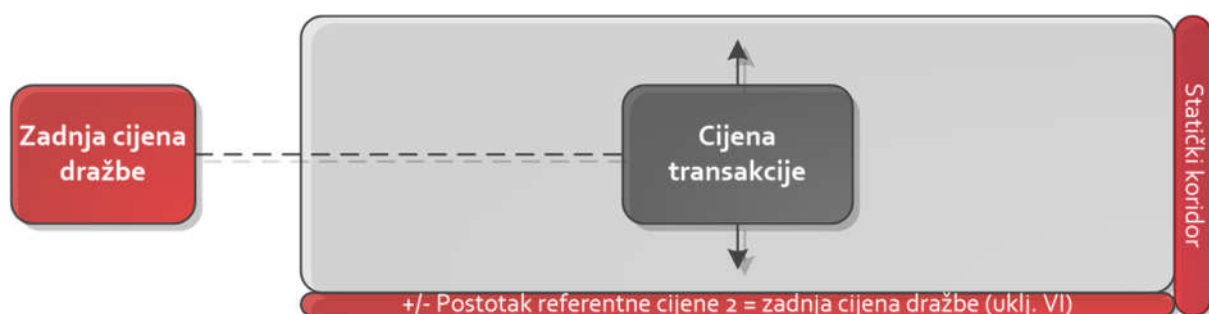 Zadnja cijena
dražbe
Cijena
transakcije
Statički koridor
+/- Postotak referentne cijene 2 = zadnja cijena dražbe (uklj. VI)